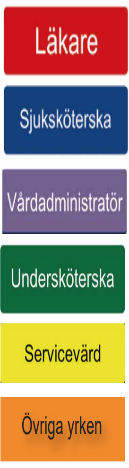 Läkare
Sjuksköterska
Vårdadministratör
Undersköterska
Servicevärd
Övriga yrken